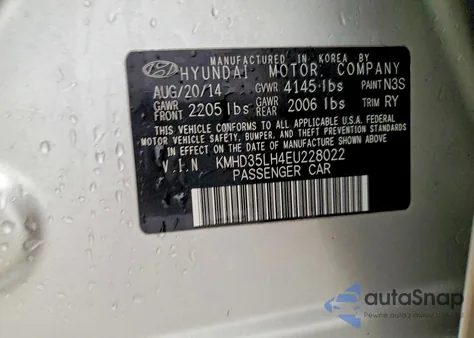 MANUFACTURED IN KOREA BY
HYUNDAI MOTOR COMPANY
AUG/20/14 GVWR 4145 lbs PAINT N3S
GAWR FRONT 2205 lbs GAWR REAR 2006 lbs TRIM RY
THIS VEHICLE CONFORMS TO ALL APPLICABLE U.S.A. FEDERAL
MOTOR VEHICLE SAFETY, BUMPER, AND THEFT PREVENTION STANDARDS
IN EFFECT ON THE DATE OF MANUFACTURE SHOWN ABOVE
V.I.N KMHD35LH4EU228022
PASSENGER CAR
autoSnap
Pewne auta